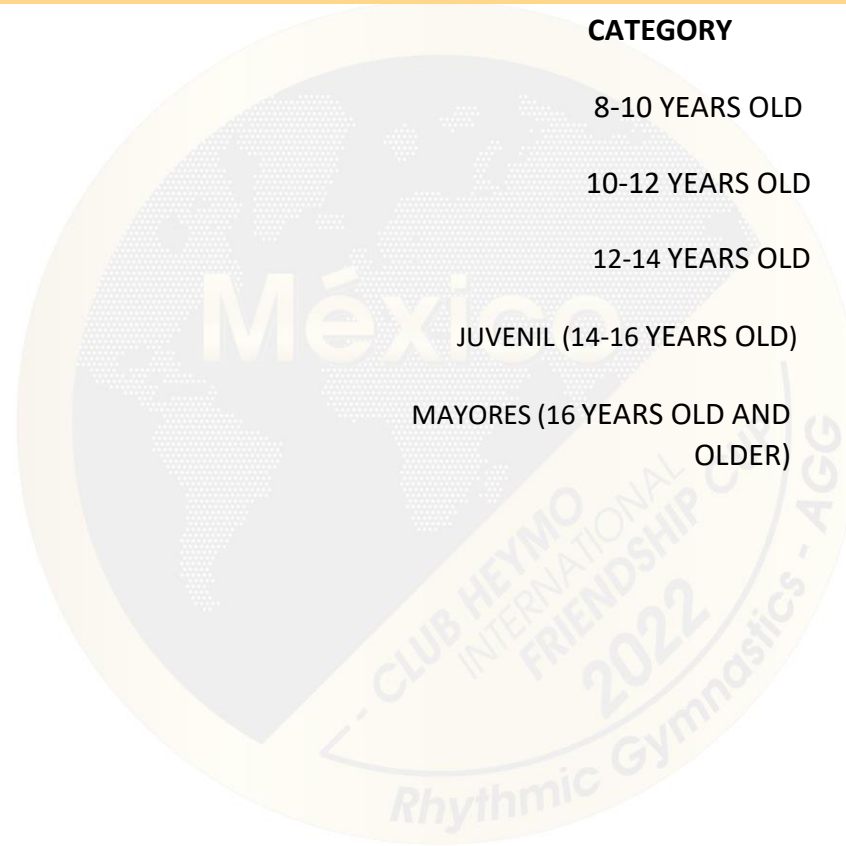 CATEGORY
8-10 YEARS OLD
10-12 YEARS OLD
12-14 YEARS OLD
México
JUVENIL (14-16 YEARS OLD)
MAYORES (16 YEARS OLD AND
OLDER)
- CLUB HEYMO
INTERNATIONAL
FRIENDSHIP CUP
2022
Rhythmic Gymnastics - AGG